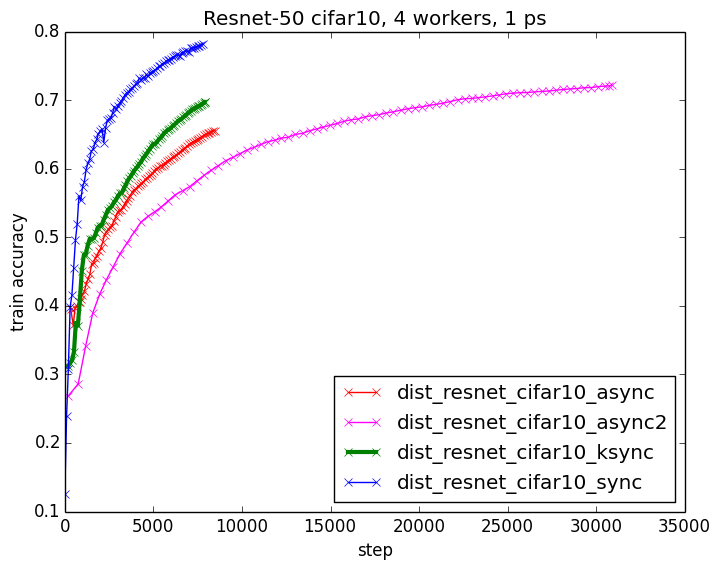 Resnet-50 cifar10, 4 workers, 1 ps
train accuracy
0.8
0.7
0.6
0.5
0.4
0.3
0.2
0.1
dist_resnet_cifar10_async
dist_resnet_cifar10_async2
dist_resnet_cifar10_ksync
dist_resnet_cifar10_sync
0 5000 10000 15000 20000 25000 30000 35000
step